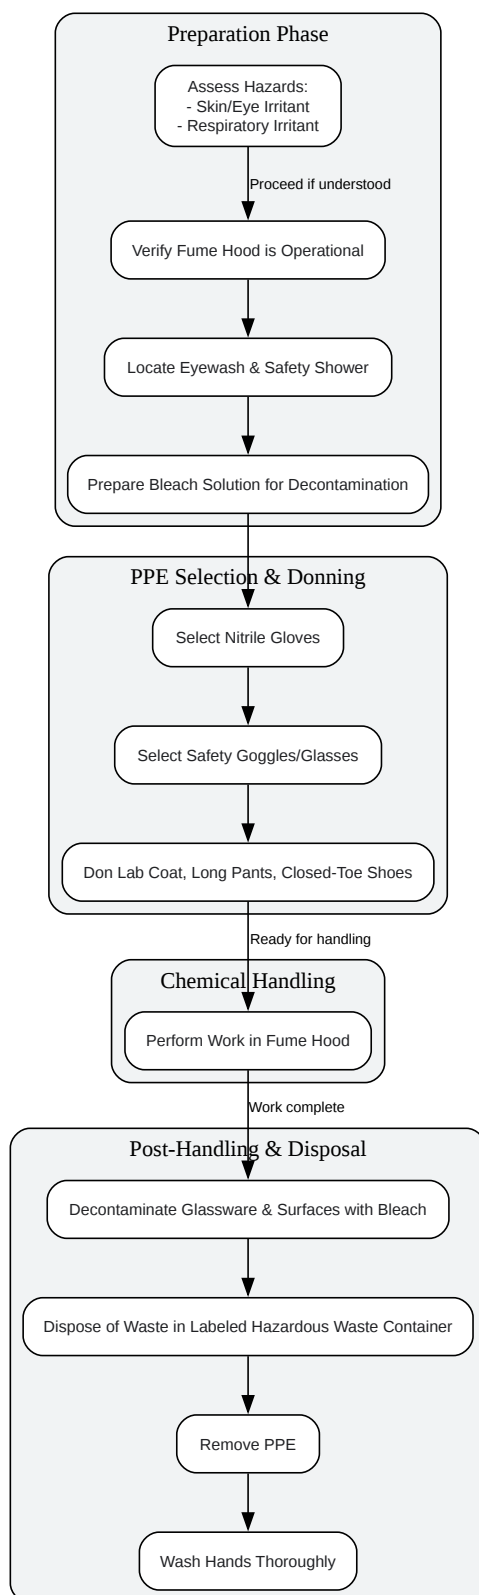 Preparation Phase
Assess Hazards:
- Skin/Eye Irritant
- Respiratory Irritant
Proceed if understood
Verify Fume Hood is Operational
Locate Eyewash & Safety Shower
Prepare Bleach Solution for Decontamination
PPE Selection & Donning
Select Nitrile Gloves
Select Safety Goggles/Glasses
Don Lab Coat, Long Pants, Closed-Toe Shoes
Ready for handling
Chemical Handling
Perform Work in Fume Hood
Work complete
Post-Handling & Disposal
Decontaminate Glassware & Surfaces with Bleach
Dispose of Waste in Labeled Hazardous Waste Container
Remove PPE
Wash Hands Thoroughly